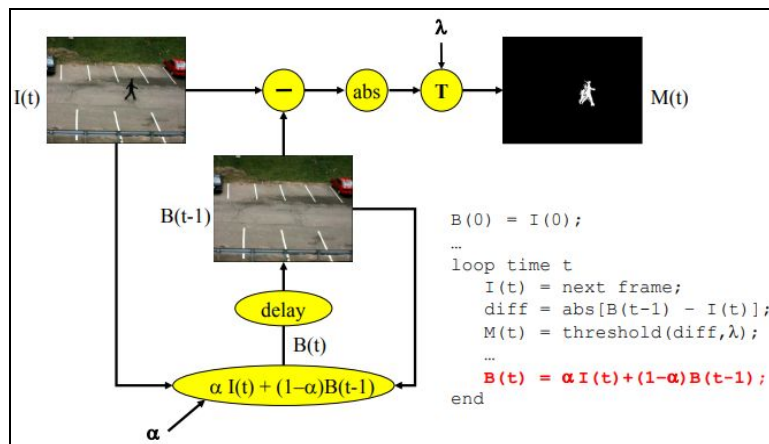 λ
I(t)
−
abs
T
M(t)
B(t-1)
delay
B(t)
α I(t) + (1−α)B(t-1)
α
B(0) = I(0);
…
loop time t
I(t) = next frame;
diff = abs[B(t-1) – I(t)];
M(t) = threshold(diff,λ);
…
B(t) = α I(t)+(1–α)B(t-1);
end